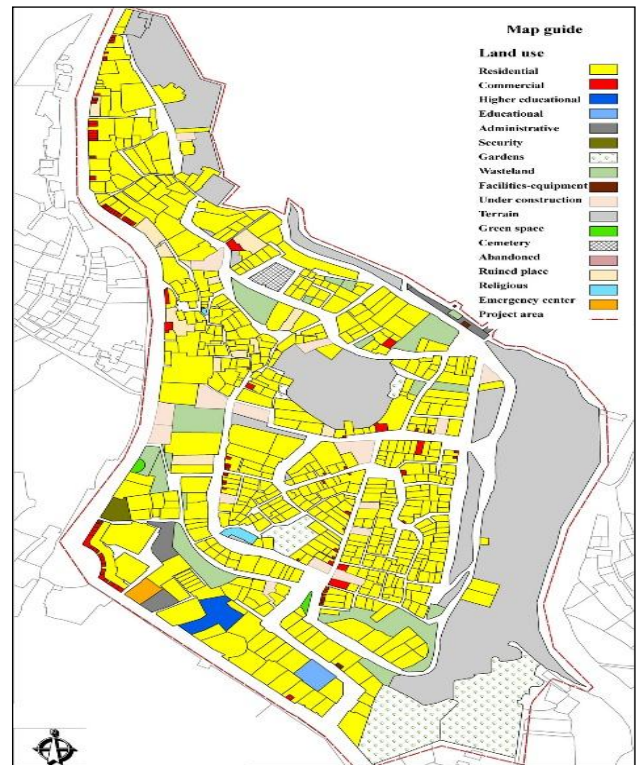 Map guide
Land use
Residential
Commercial
Higher educational
Educational
Administrative
Security
Gardens
Wasteland
Facilities-equipment
Under construction
Terrain
Green space
Cemetery
Abandoned
Ruined place
Religious
Emergency center
Project area